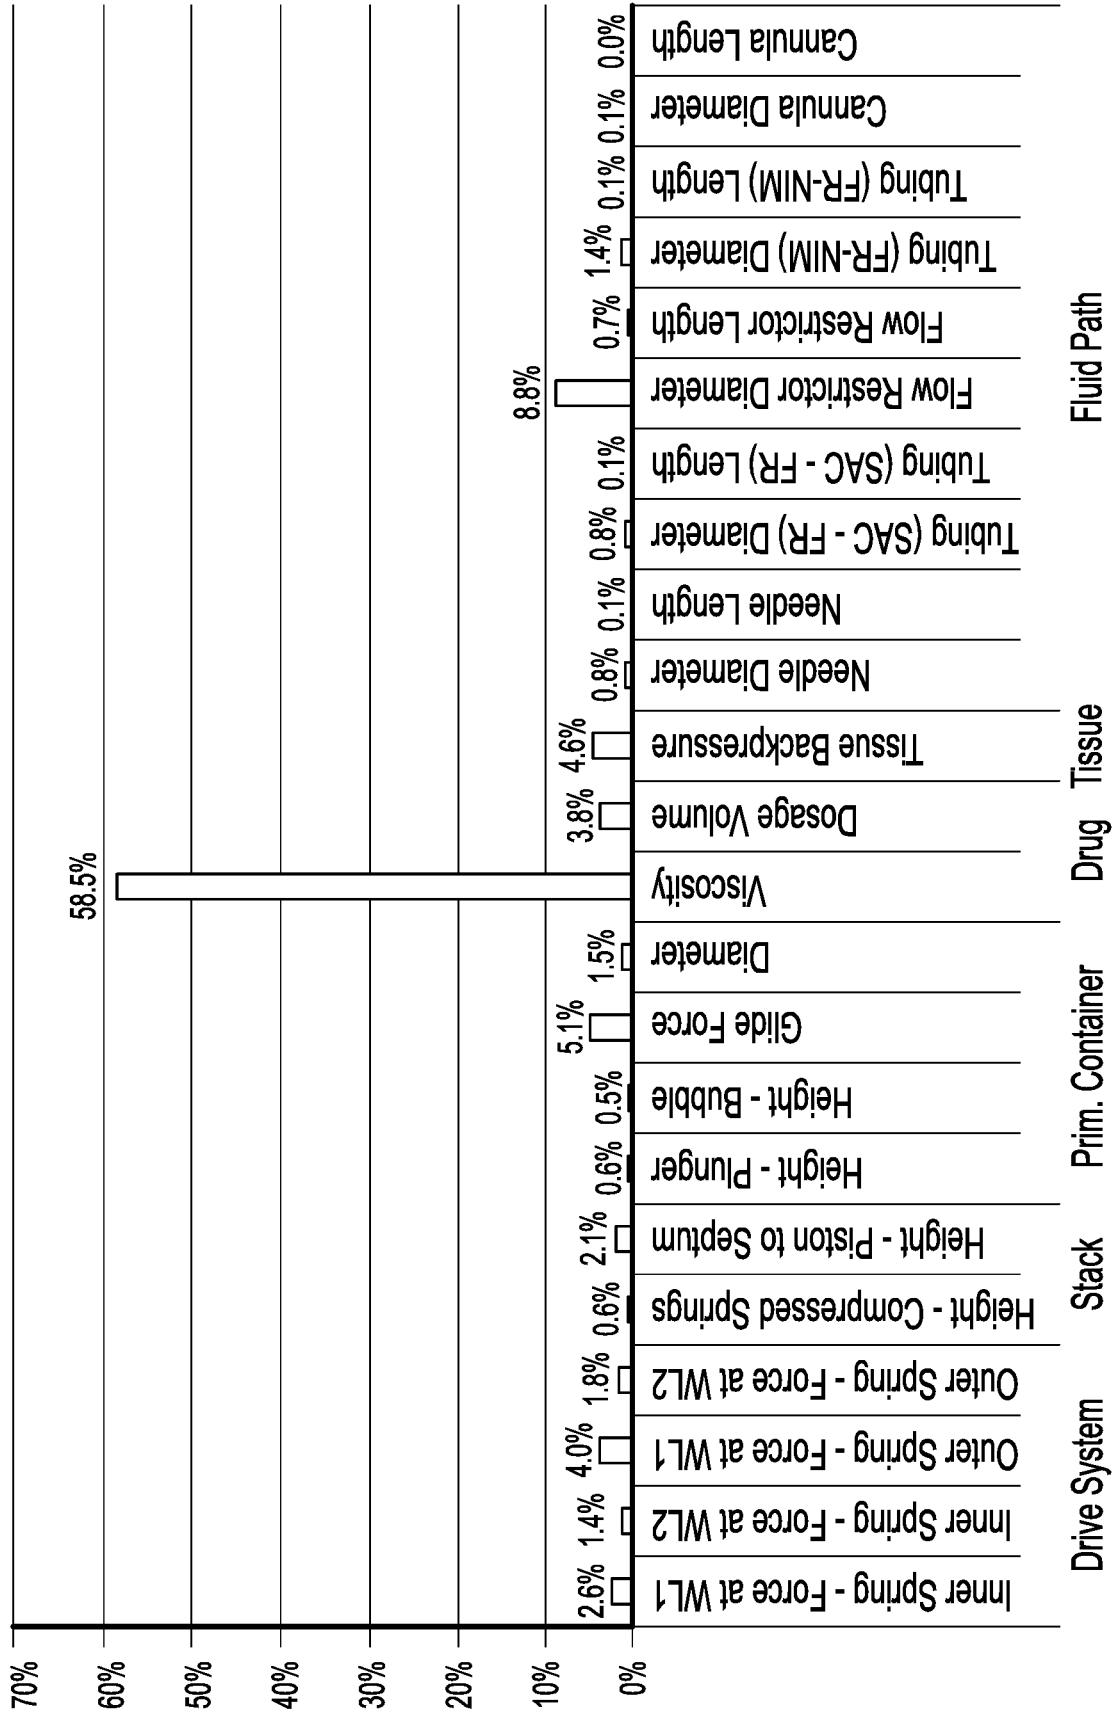 70%
60%
50%
40%
30%
20%
10%
0%
2.6%
1.4%
4.0%
1.8%
0.6%
2.1%
0.6%
0.5%
5.1%
1.5%
58.5%
3.8%
4.6%
0.8%
0.1%
0.8%
0.1%
8.8%
0.7%
1.4%
0.1%
0.1%
0.0%
Inner Spring - Force at WL1
Inner Spring - Force at WL2
Outer Spring - Force at WL1
Outer Spring - Force at WL2
Height - Compressed Springs
Height - Piston to Septum
Height - Plunger
Height - Bubble
Glide Force
Diameter
Viscosity
Dosage Volume
Tissue Backpressure
Needle Diameter
Needle Length
Tubing (SAC - FR) Diameter
Tubing (SAC - FR) Length
Flow Restrictor Diameter
Flow Restrictor Length
Tubing (FR-NIM) Diameter
Tubing (FR-NIM) Length
Cannula Diameter
Cannula Length
Drive System
Stack
Prim. Container
Drug
Tissue
Fluid Path